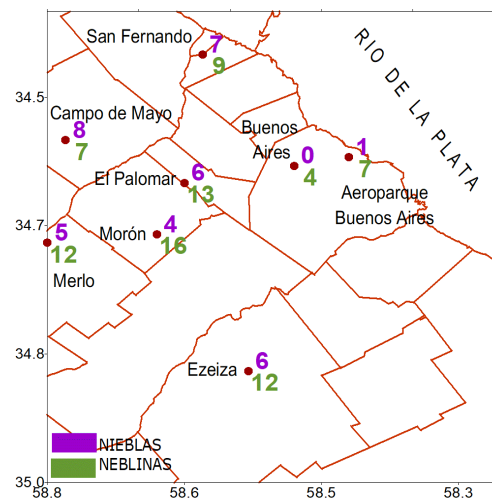 San Fernando
7
9
RIO DE LA PLATA
34.5
Campo de Mayo
8
7
Buenos
Aires
0
4
1
7
El Palomar
6
13
Aeroparque
Buenos Aires
34.7
Morón
4
16
5
12
Merlo
34.8
Ezeiza
6
12
NIEBLAS
NEBLINAS
35.0
58.8
58.6
58.5
58.3